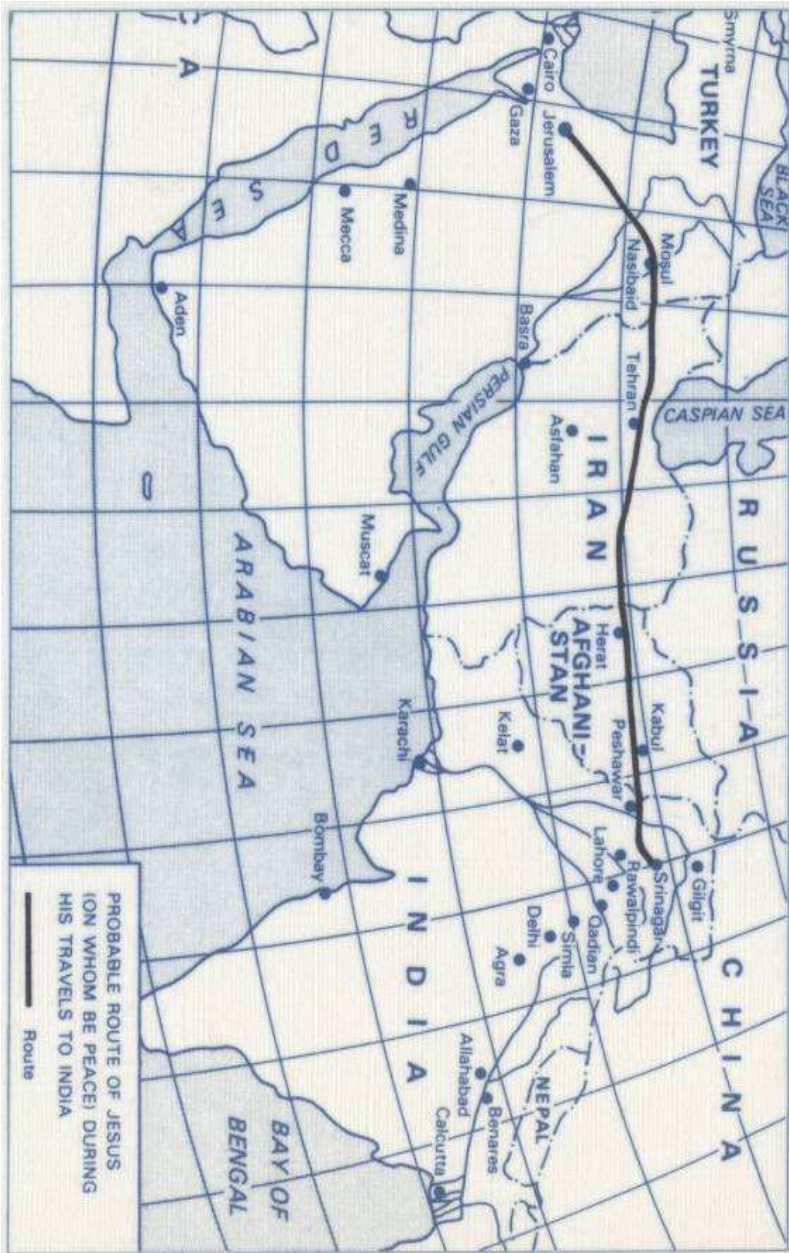 Smyrna
TURKEY
BLACK
SEA
CASPIAN SEA
RUSSIA
CHINA
CA
Cairo
Gaza
Jerusalem
Mosul
Nasibaid
Tehran
Asfahan
IRAN
Basra
PERSIAN GULF
RED SEA
Medina
Mecca
Aden
Muscat
ARABIAN SEA
Herat
AFGHANI-
STAN
Kabul
Peshawar
Kelat
Karachi
Gilgit
Srinagar
Rawalpindi
Lahore
Qadian
Simla
Delhi
Agra
INDIA
Bombay
NEPAL
Allahabad
Benares
Calcutta
BAY OF
BENGAL
PROBABLE ROUTE OF JESUS
(ON WHOM BE PEACE) DURING
HIS TRAVELS TO INDIA
Route